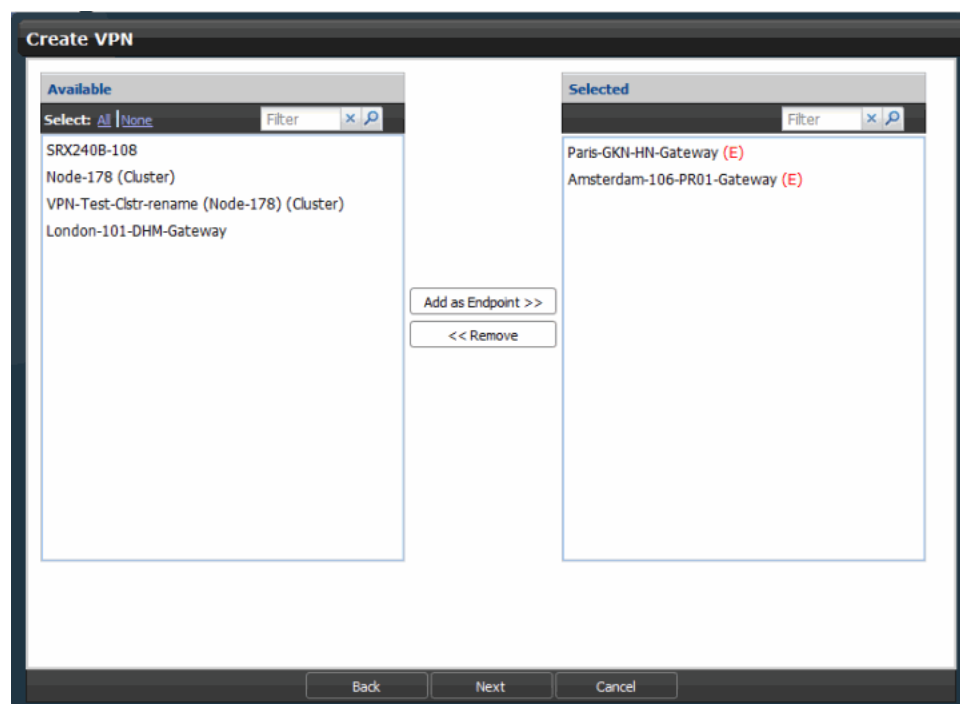 Create VPN
Available
Select: All None Filter
SRX240B-108
Node-178 (Cluster)
VPN-Test-Clstr-rename (Node-178) (Cluster)
London-101-DHM-Gateway
Add as Endpoint >>
<< Remove
Selected
Filter
Paris-GKN-HN-Gateway (E)
Amsterdam-106-PR01-Gateway (E)
Back Next Cancel